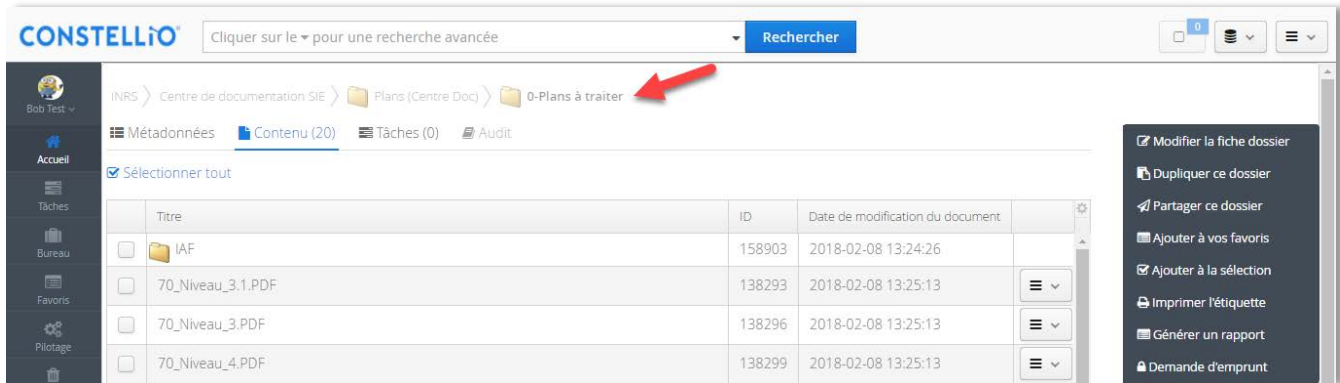 CONSTELLiO
Cliquer sur le ▾ pour une recherche avancée
Rechercher
0
Bob Test
INRS 〉 Centre de documentation SIE 〉 Plans (Centre Doc) 〉 0-Plans à traiter
Métadonnées Contenu (20) Tâches (0) Audit
Sélectionner tout
Accueil
Tâches
Bureau
Favoris
Pilotage
Titre ID Date de modification du document
IAF 158903 2018-02-08 13:24:26
70_Niveau_3.1.PDF 138293 2018-02-08 13:25:13
70_Niveau_3.PDF 138296 2018-02-08 13:25:13
70_Niveau_4.PDF 138299 2018-02-08 13:25:13
Modifier la fiche dossier
Dupliquer ce dossier
Partager ce dossier
Ajouter à vos favoris
Ajouter à la sélection
Imprimer l'étiquette
Générer un rapport
Demande d'emprunt